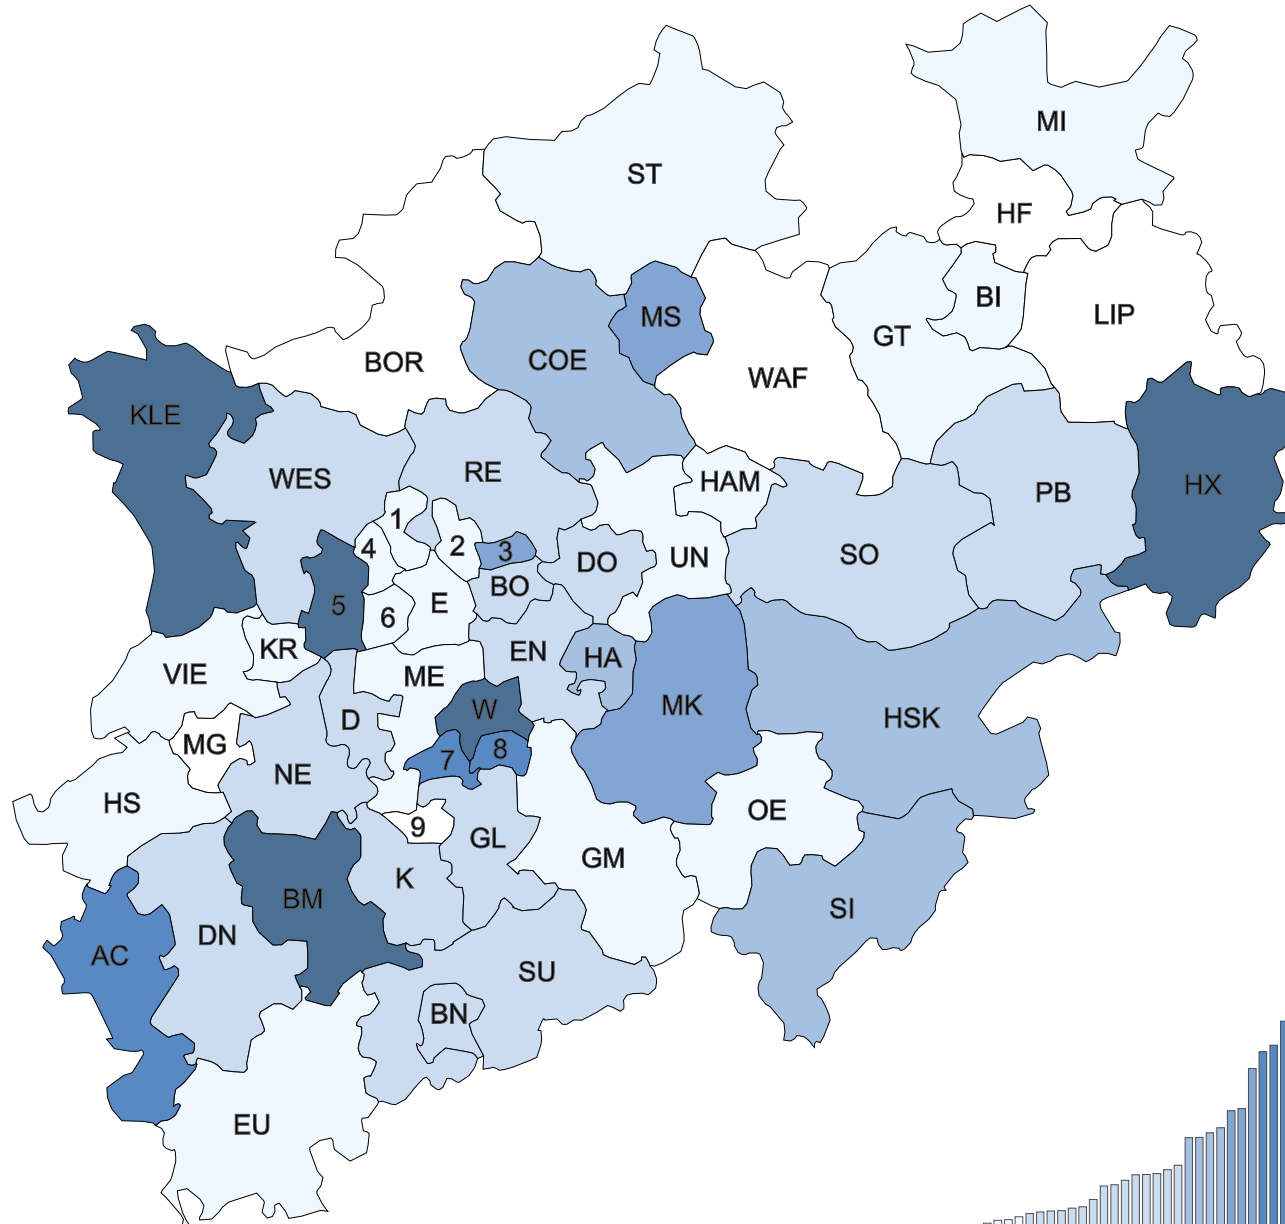 MI
ST
HF
BI
MS
LIP
GT
COE
BOR
WAF
KLE
RE
WES
HAM
HX
PB
1
2
3
4
DO
UN
SO
BO
5
E
6
KR
EN
HA
VIE
ME
MK
W
D
HSK
MG
8
7
NE
HS
OE
9
GL
GM
K
BM
SI
DN
AC
SU
BN
EU